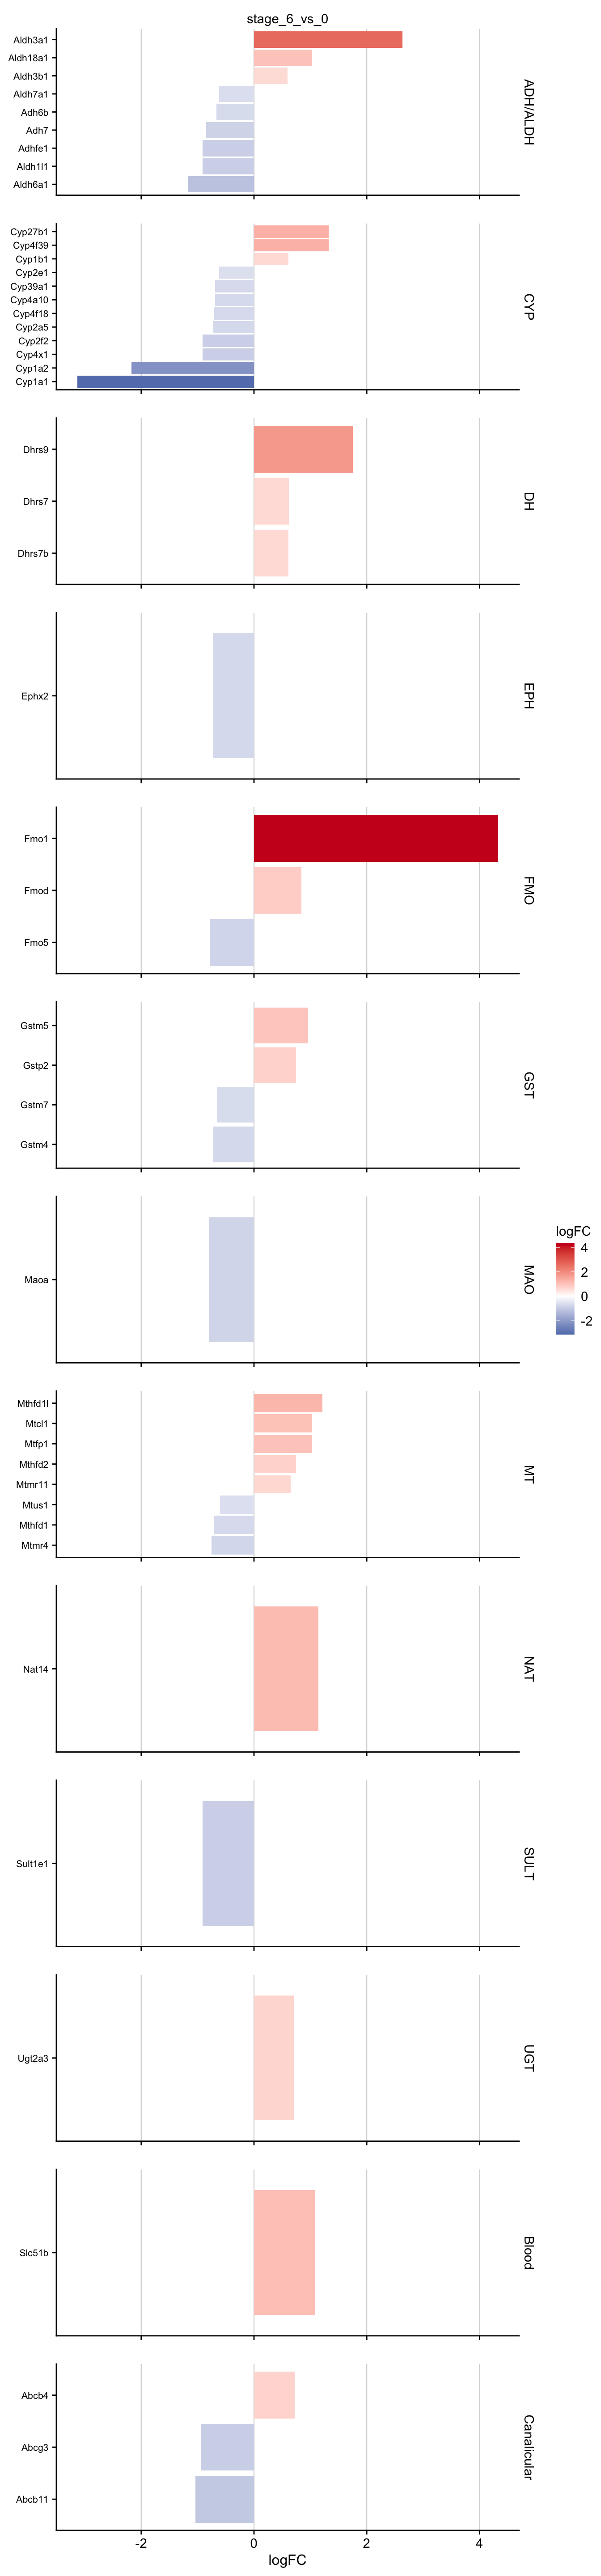 stage_6_vs_0
Aldh3a1
Aldh18a1
Aldh3b1
Aldh7a1
Adh6b
Adh7
Adhfe1
Aldh1l1
Aldh6a1
ADH/ALDH
Cyp27b1
Cyp4f39
Cyp1b1
Cyp2e1
Cyp39a1
Cyp4a10
Cyp4f18
Cyp2a5
Cyp2f2
Cyp4x1
Cyp1a2
Cyp1a1
CYP
Dhrs9
Dhrs7
Dhrs7b
DH
Ephx2
EPH
Fmo1
Fmod
Fmo5
FMO
Gstm5
Gstp2
Gstm7
Gstm4
GST
Maoa
MAO
logFC
4
2
0
-2
Mthfd1l
Mtcl1
Mtfp1
Mthfd2
Mtmr11
Mtus1
Mthfd1
Mtmr4
MT
Nat14
NAT
Sult1e1
SULT
Ugt2a3
UGT
Slc51b
Blood
Abcb4
Abcg3
Abcb11
Canalicular
-2 0 2 4
logFC